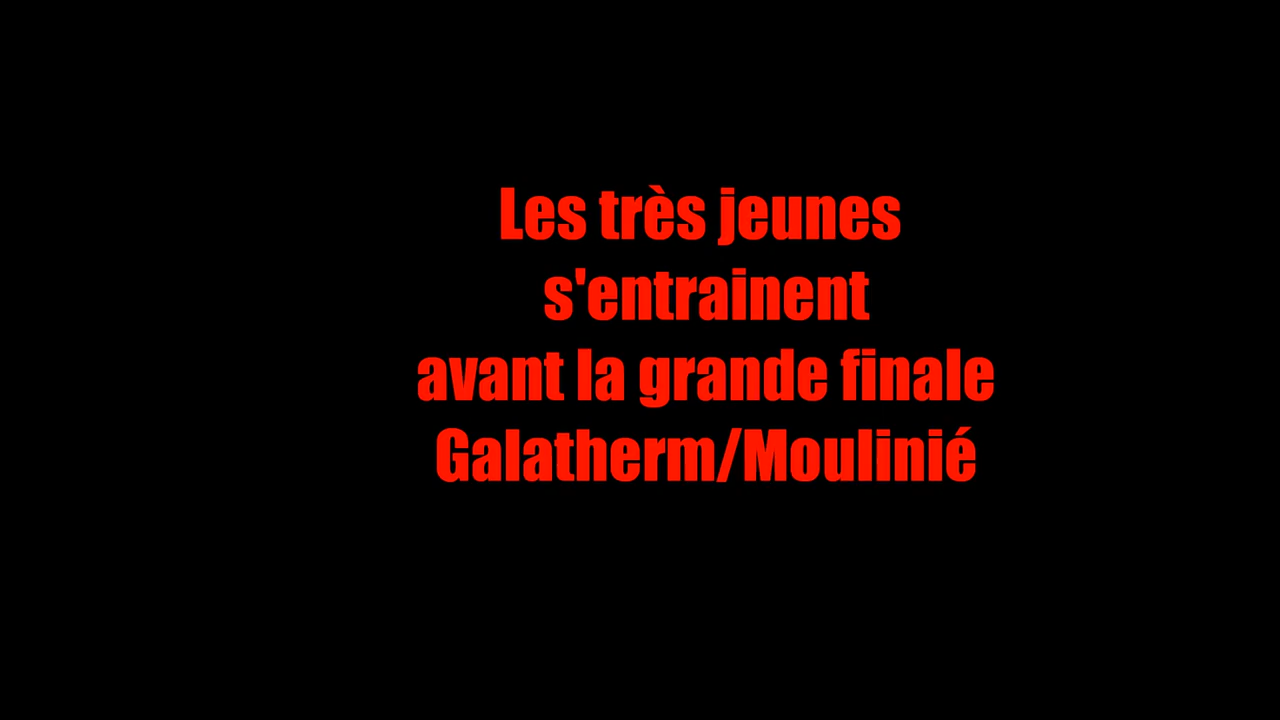 Les très jeunes
s'entrainent
avant la grande finale
Galatherm/Moulinié